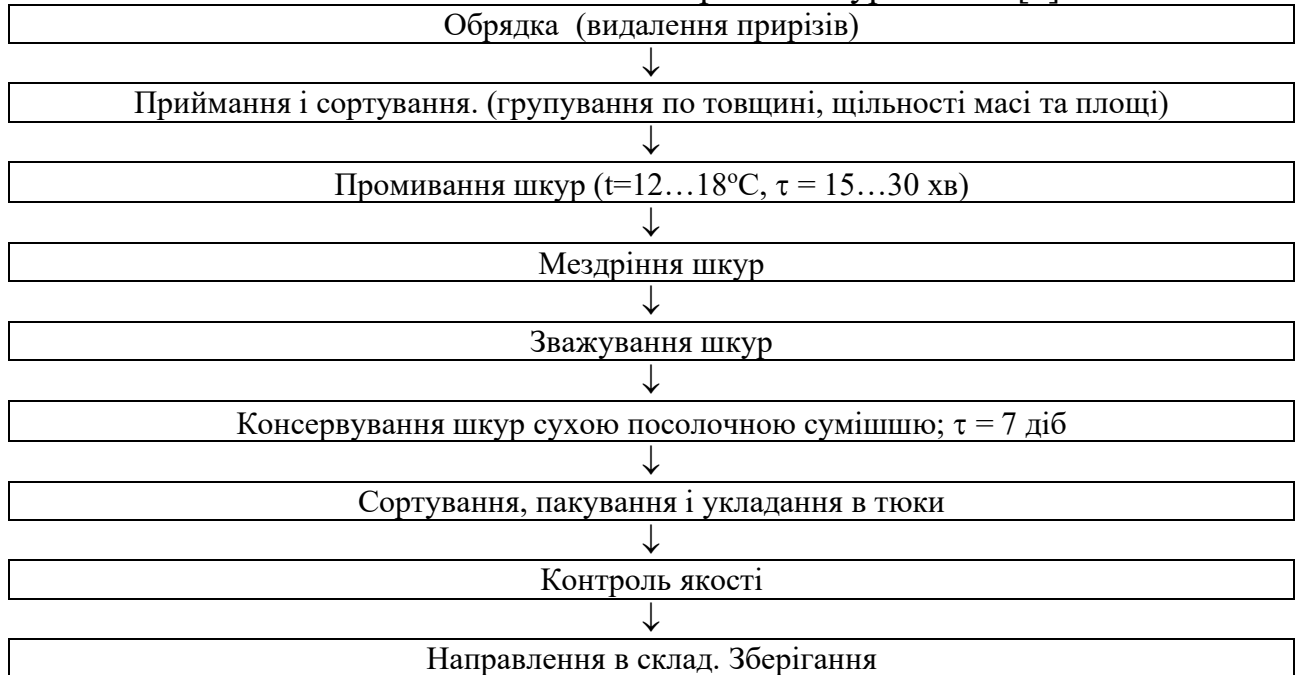 Обрядка (видалення прирізів)
↓
Приймання і сортування. (групування по товщині, щільності масі та площі)
↓
Промивання шкур (t=12…18ºС, τ = 15…30 хв)
↓
Мездріння шкур
↓
Зважування шкур
↓
Консервування шкур сухою посолочною сумішшю; τ = 7 діб
↓
Сортування, пакування і укладання в тюки
↓
Контроль якості
↓
Направлення в склад. Зберігання